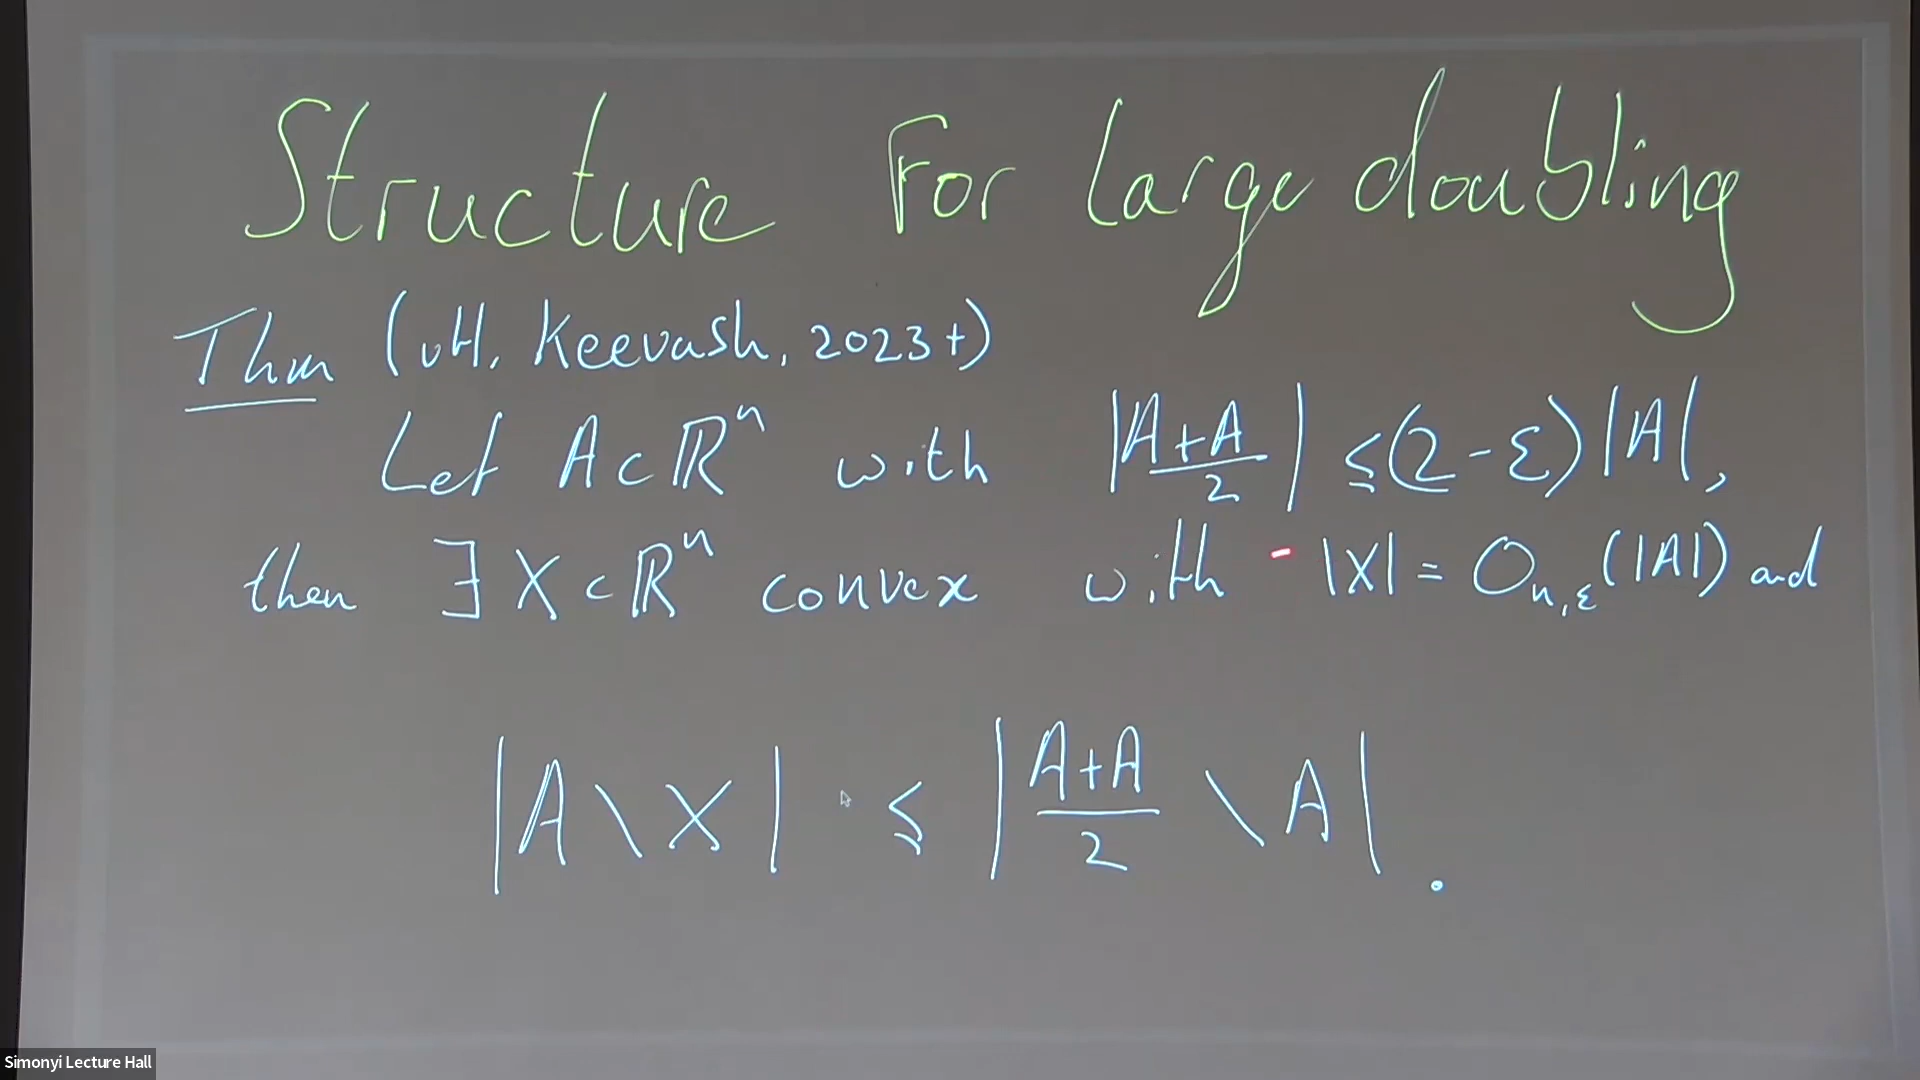 Structure For large doubling
Thm (vH, Keevash, 2023+)
Let A ⊂ ℝⁿ with |A+A/2| ≤ (2-ε)|A|,
then ∃ X ⊂ ℝⁿ convex with |X| = O_{n,ε}(|A|) and
|A \ X| ≤ |A+A/2 \ A|.
Simonyi Lecture Hall